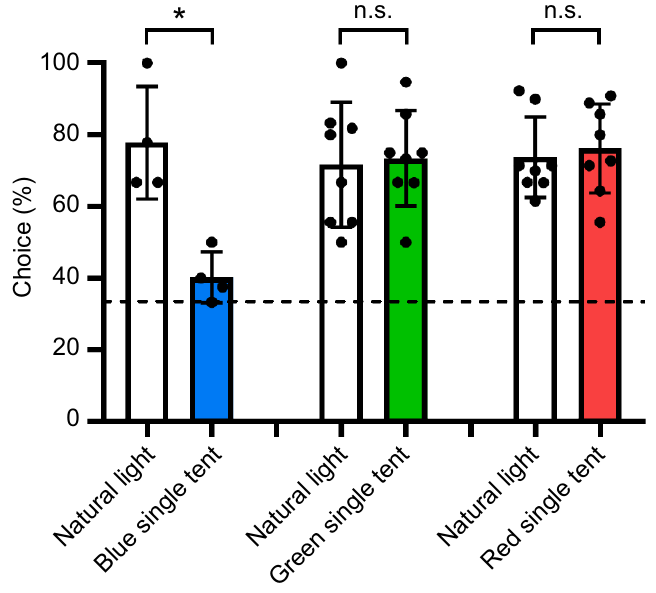 * n.s. n.s.
100
80
60
40
20
0
Choice (%)
Natural light
Blue single tent
Natural light
Green single tent
Natural light
Red single tent